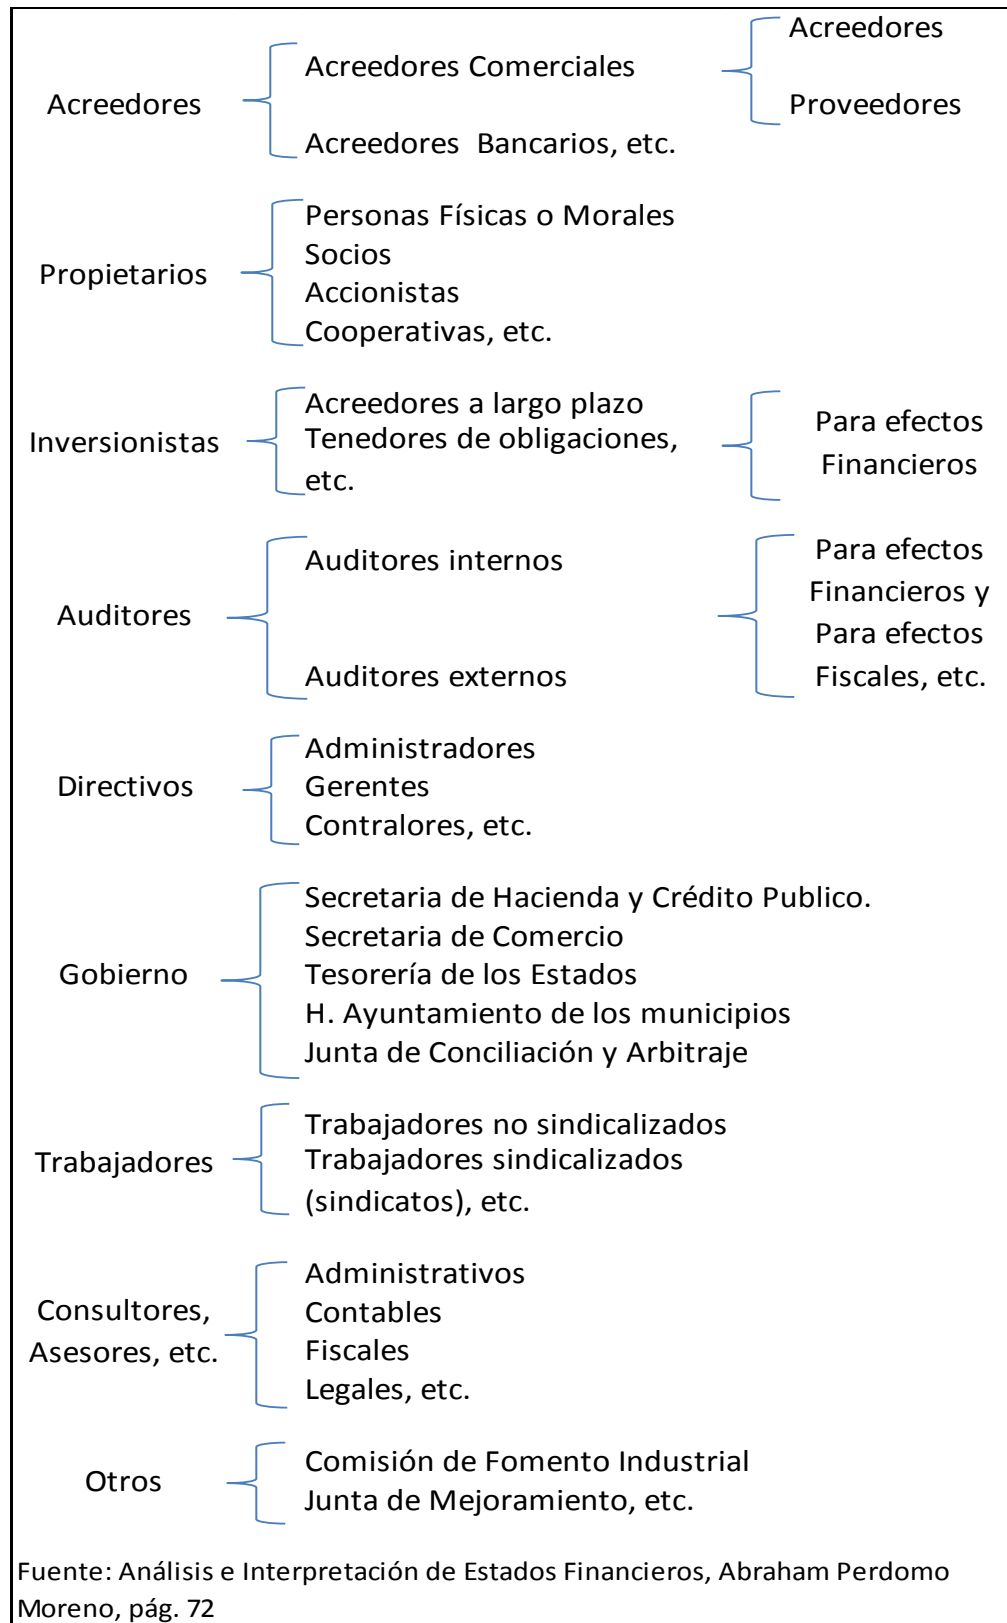 Acreedores
Acreedores Comerciales
Acreedores
Proveedores
Acreedores Bancarios, etc.
Propietarios
Personas Físicas o Morales
Socios
Accionistas
Cooperativas, etc.
Inversionistas
Acreedores a largo plazo
Tenedores de obligaciones,
etc.
Para efectos
Financieros
Auditores
Auditores internos
Auditores externos
Para efectos
Financieros y
Para efectos
Fiscales, etc.
Directivos
Administradores
Gerentes
Contralores, etc.
Gobierno
Secretaria de Hacienda y Crédito Publico.
Secretaria de Comercio
Tesorería de los Estados
H. Ayuntamiento de los municipios
Junta de Conciliación y Arbitraje
Trabajadores
Trabajadores no sindicalizados
Trabajadores sindicalizados
(sindicatos), etc.
Consultores,
Asesores, etc.
Administrativos
Contables
Fiscales
Legales, etc.
Otros
Comisión de Fomento Industrial
Junta de Mejoramiento, etc.
Fuente: Análisis e Interpretación de Estados Financieros, Abraham Perdomo
Moreno, pág. 72